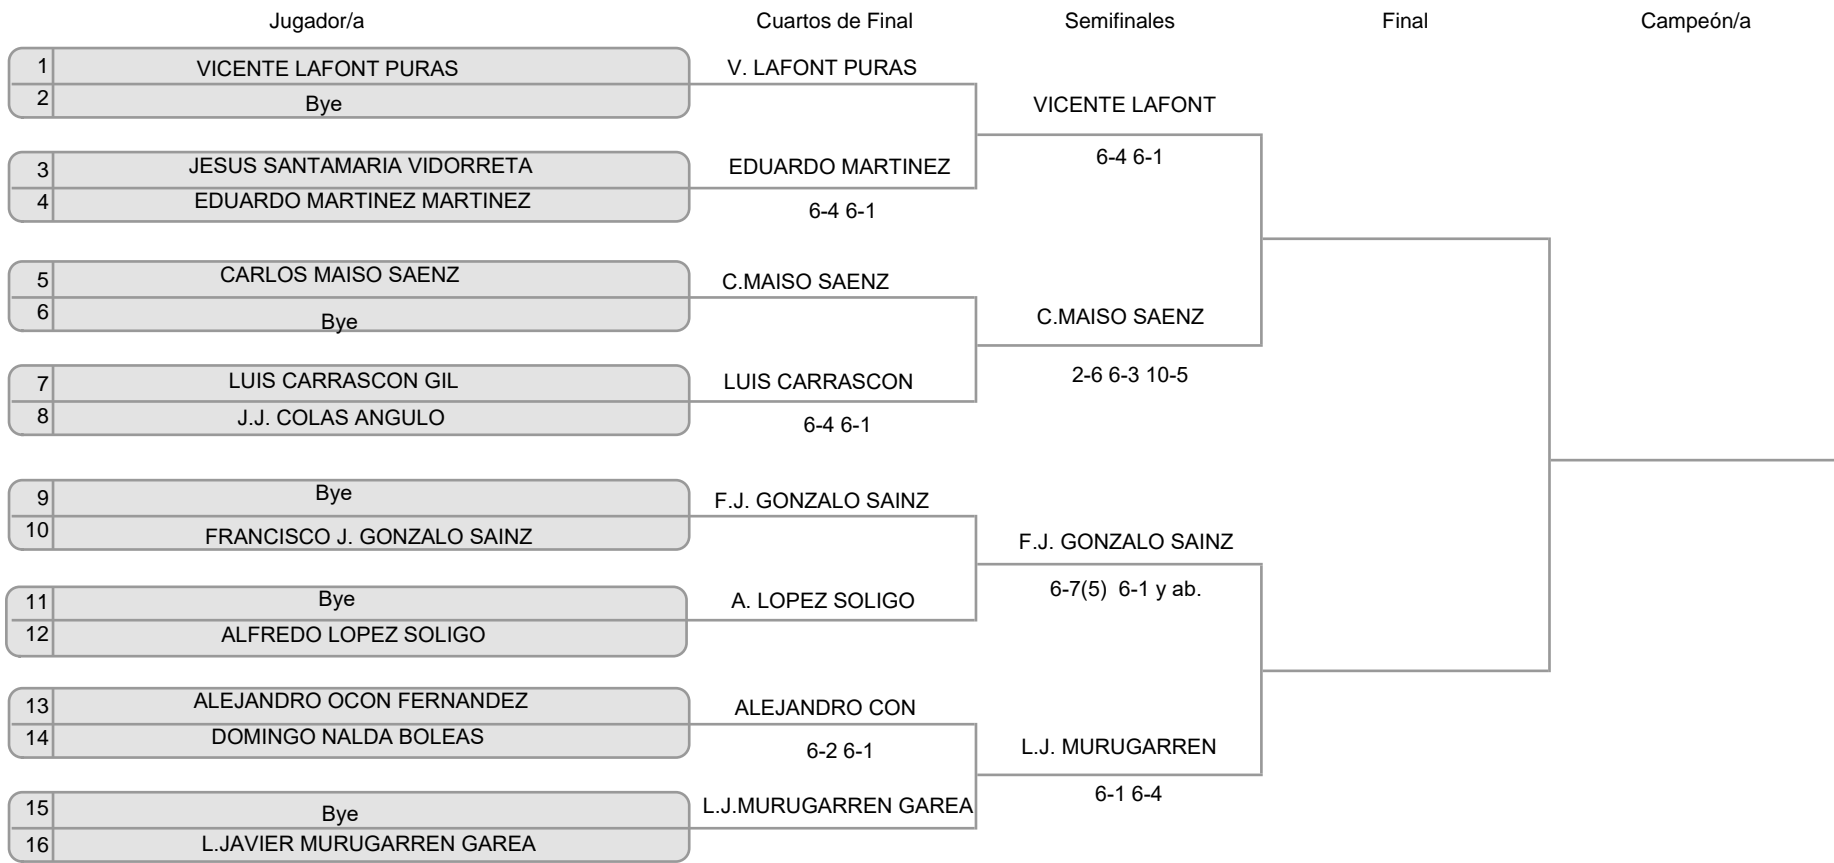 Jugador/a Cuartos de Final Semifinales Final Campeón/a
1 VICENTE LAFONT PURAS V. LAFONT PURAS
2 Bye VICENTE LAFONT
6-4 6-1
3 JESUS SANTAMARIA VIDORRETA EDUARDO MARTINEZ
4 EDUARDO MARTINEZ MARTINEZ 6-4 6-1
5 CARLOS MAISO SAENZ C.MAISO SAENZ
6 Bye C.MAISO SAENZ
2-6 6-3 10-5
7 LUIS CARRASCON GIL LUIS CARRASCON
8 J.J. COLAS ANGULO 6-4 6-1
9 Bye F.J. GONZALO SAINZ
10 FRANCISCO J. GONZALO SAINZ F.J. GONZALO SAINZ
6-7(5) 6-1 y ab.
11 Bye A. LOPEZ SOLIGO
12 ALFREDO LOPEZ SOLIGO
13 ALEJANDRO OCON FERNANDEZ ALEJANDRO CON
14 DOMINGO NALDA BOLEAS 6-2 6-1 L.J. MURUGARREN
6-1 6-4
15 Bye L.J.MURUGARREN GAREA
16 L.JAVIER MURUGARREN GAREA